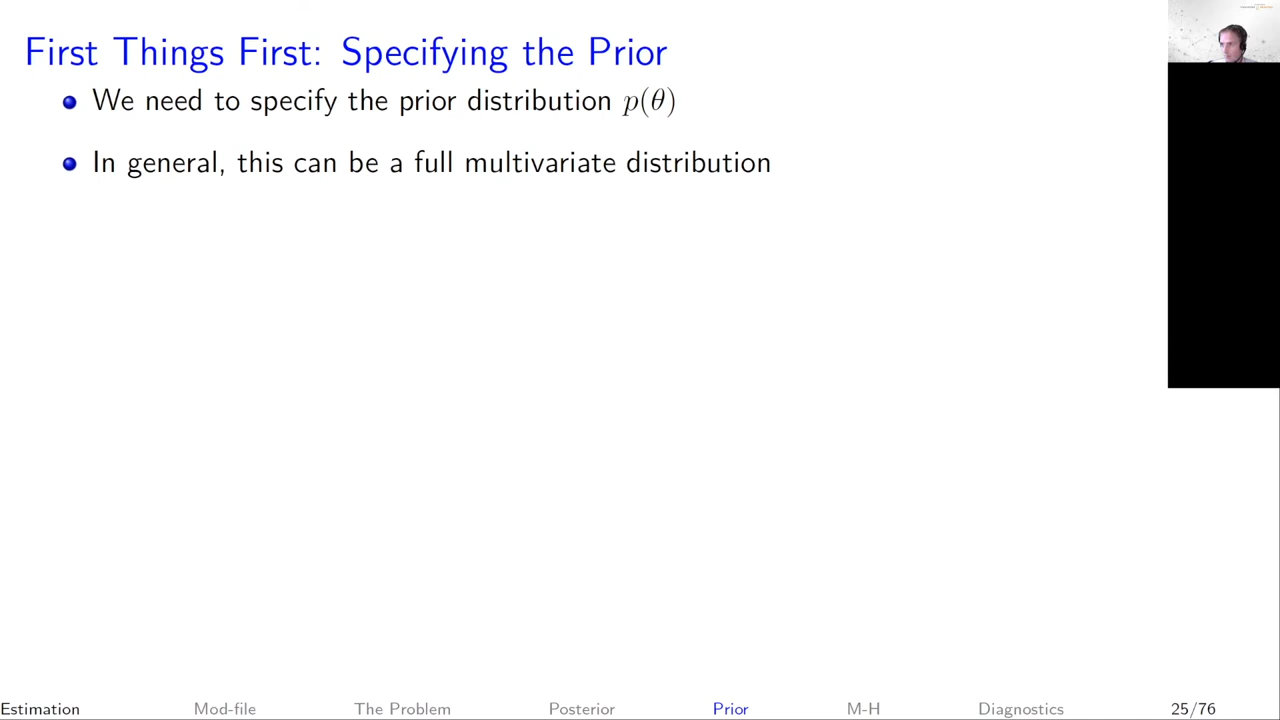 First Things First: Specifying the Prior
We need to specify the prior distribution p(θ)
In general, this can be a full multivariate distribution
Estimation Mod-file The Problem Posterior Prior M-H Diagnostics 25/76